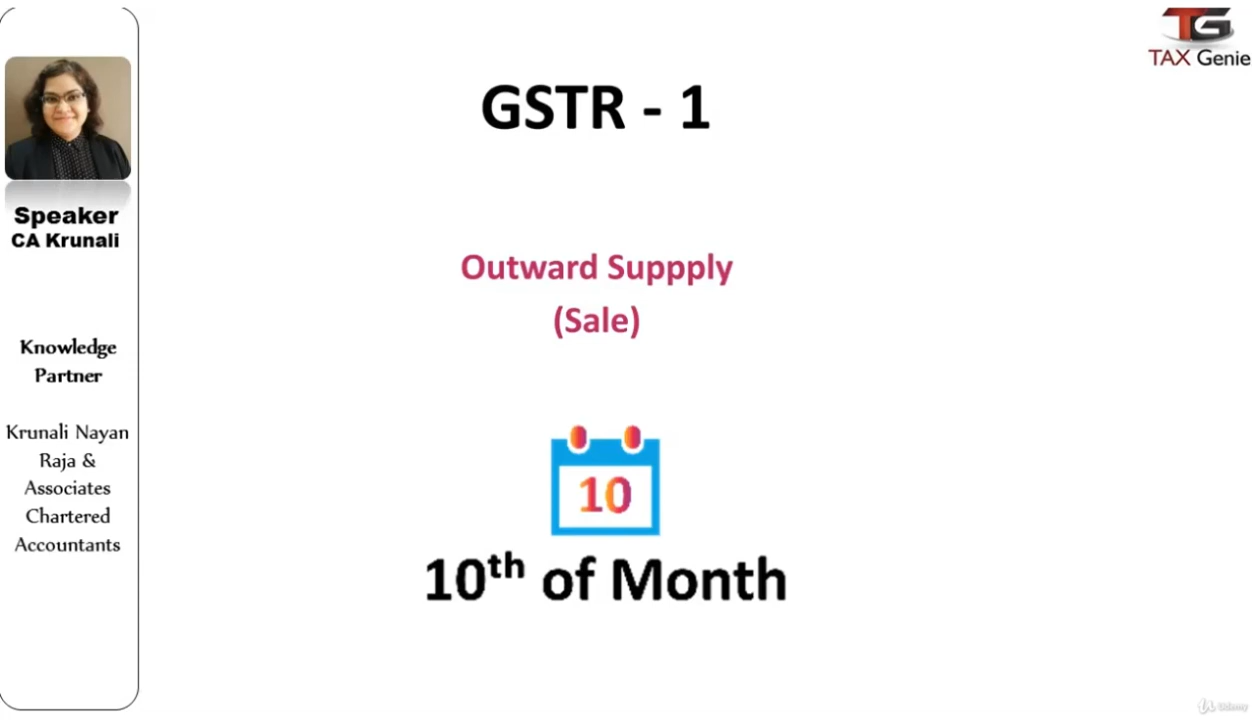 TG
TAX Genie
GSTR - 1
Speaker
CA Krunali
Outward Suppply
(Sale)
Knowledge
Partner
Krunali Nayan
Raja &
Associates
Chartered
Accountants
10
10th of Month
Udemy